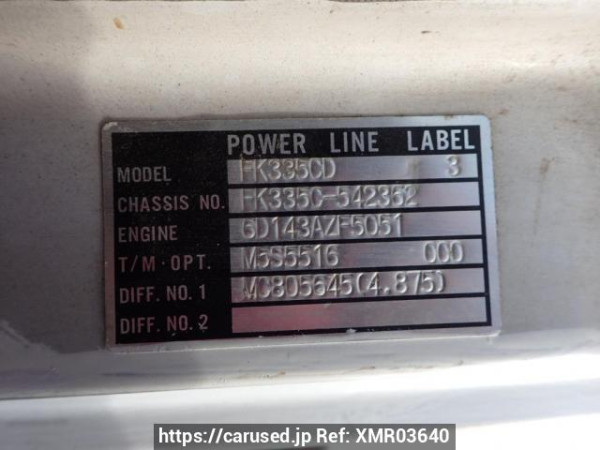 POWER LINE LABEL
MODEL FK335CD 3
CHASSIS NO. FK335C-542362
ENGINE 6D143AZF5051
T/M·OPT. M5S5516 000
DIFF. NO. 1 MC805645(4.875)
DIFF. NO. 2
https://carused.jp Ref: XMR03640